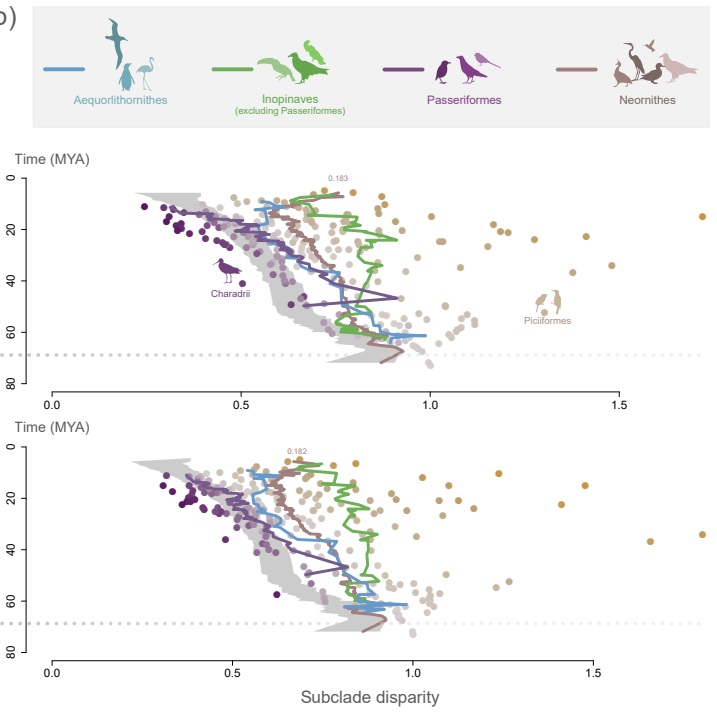 b)
Aequorlithornithes
Inopinaves
(excluding Passeriformes)
Passeriformes
Neornithes
Time (MYA)
0.183
0
20
40
60
80
Charadrii
Piciiformes
0.0
0.5
1.0
1.5
Time (MYA)
0.182
0
20
40
60
80
0.0
0.5
1.0
1.5
Subclade disparity